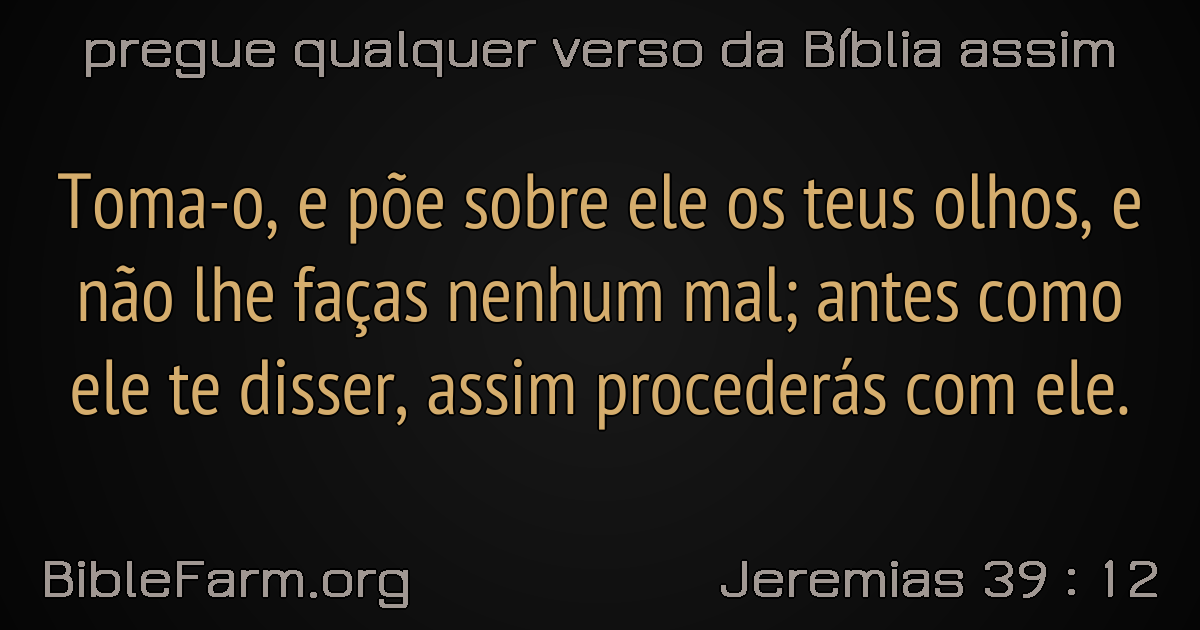 pregue qualquer verso da Bíblia assim
Toma-o, e põe sobre ele os teus olhos, e
não lhe faças nenhum mal; antes como
ele te disser, assim procederás com ele.
BibleFarm.org
Jeremias 39 : 12